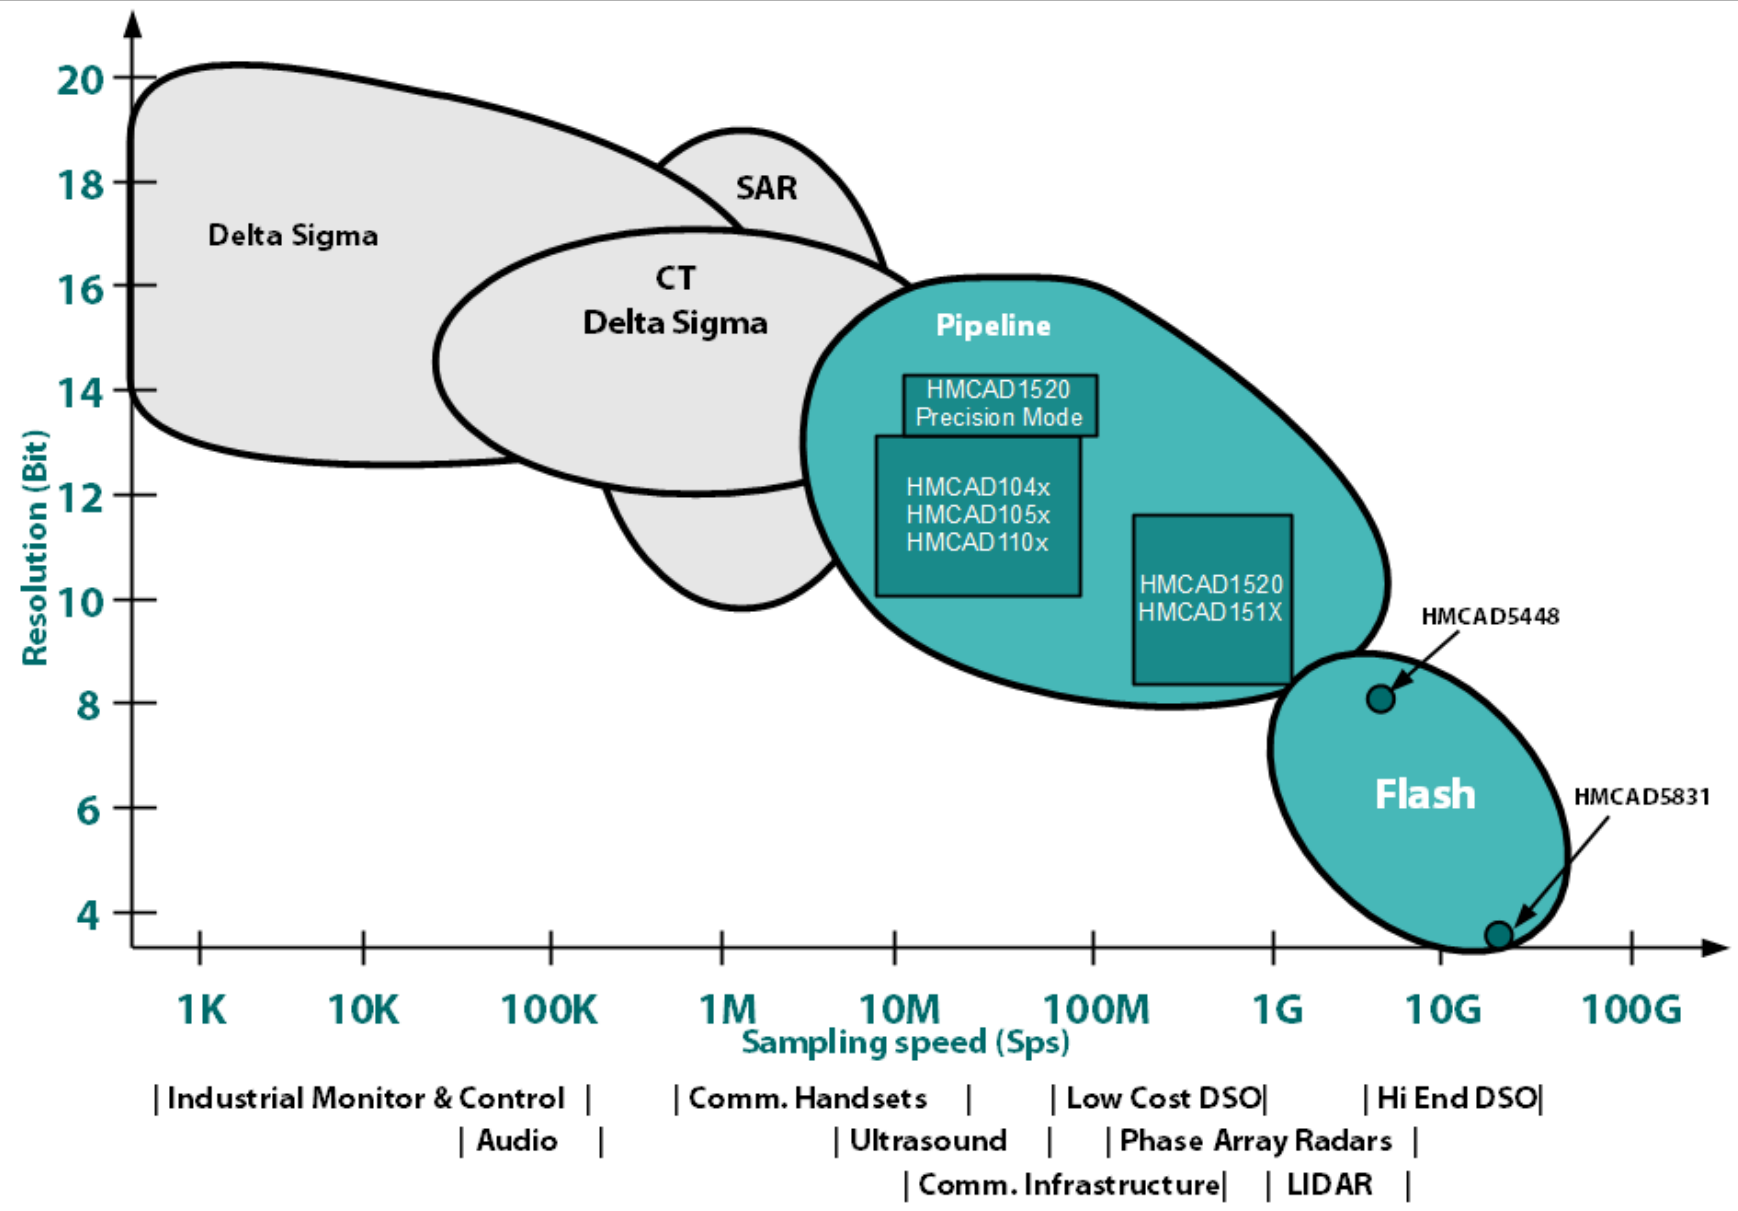 20
18
16
14
12
10
8
6
4
Resolution (Bit)
Delta Sigma
SAR
CT
Delta Sigma
Pipeline
HMCAD1520
Precision Mode
HMCAD104x
HMCAD105x
HMCAD110x
HMCAD1520
HMCAD151X
HMCAD5448
Flash
HMCAD5831
1K 10K 100K 1M 10M 100M 1G 10G 100G
Sampling speed (Sps)
|Industrial Monitor & Control | |Comm. Handsets | |Low Cost DSO| |Hi End DSO|
| Audio | |Ultrasound | |Phase Array Radars |
|Comm. Infrastructure| | LIDAR |